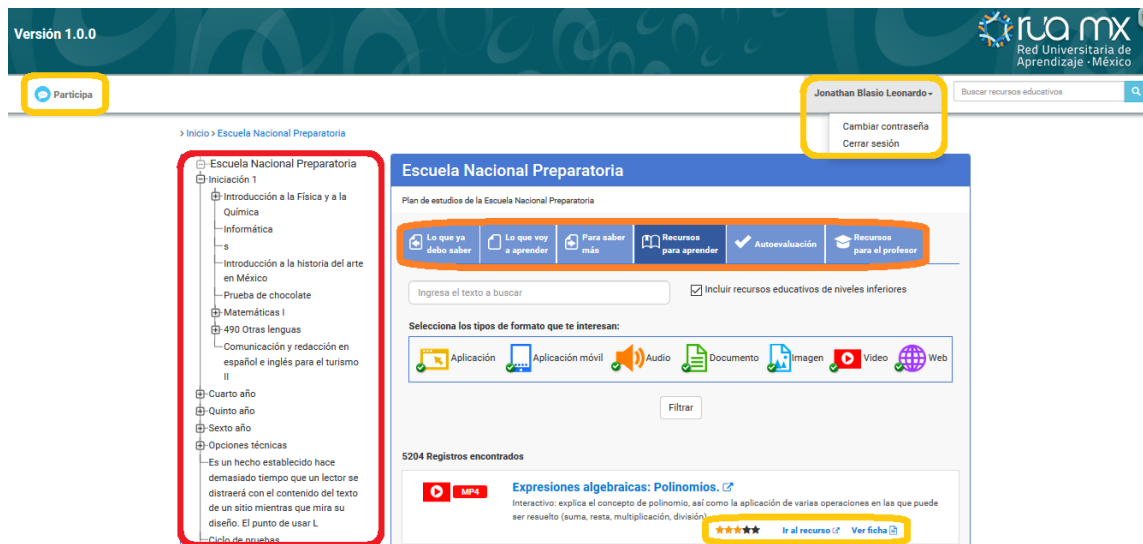 Versión 1.0.0
rua mx
Red Universitaria de
Aprendizaje · México
Participa
Jonathan Blasio Leonardo
Buscar recursos educativos
Cambiar contraseña
Cerrar sesión
> Inicio > Escuela Nacional Preparatoria
Escuela Nacional Preparatoria
Iniciación 1
Introducción a la Física y a la
Química
Informática
s
Introducción a la historia del arte
en México
Prueba de chocolate
Matemáticas I
490 Otras lenguas
Comunicación y redacción en
español e inglés para el turismo
II
Cuarto año
Quinto año
Sexto año
Opciones técnicas
Es un hecho establecido hace
demasiado tiempo que un lector se
distraerá con el contenido del texto
de un sitio mientras que mira su
diseño. El punto de usar L
Ciclo de pruebas
Escuela Nacional Preparatoria
Plan de estudios de la Escuela Nacional Preparatoria
Lo que ya
debo saber
Lo que voy
a aprender
Para saber
más
Recursos
para aprender
Autoevaluación
Recursos
para el profesor
Ingresa el texto a buscar
Incluir recursos educativos de niveles inferiores
Selecciona los tipos de formato que te interesan:
Aplicación
Aplicación móvil
Audio
Documento
Imagen
Video
Web
Filtrar
5204 Registros encontrados
MP4
Expresiones algebraicas: Polinomios.
Interactivo: explica el concepto de polinomio, así como la aplicación de varias operaciones en las que puede
ser resuelto (suma, resta, multiplicación, división)
Ir al recurso
Ver ficha